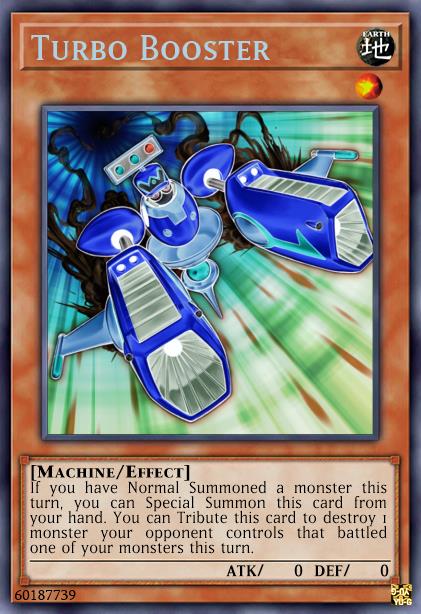 Turbo Booster
EARTH
地
[Machine/Effect]
If you have Normal Summoned a monster this
turn, you can Special Summon this card from
your hand. You can Tribute this card to destroy 1
monster your opponent controls that battled
one of your monsters this turn.
ATK/ 0 DEF/ 0
60187739